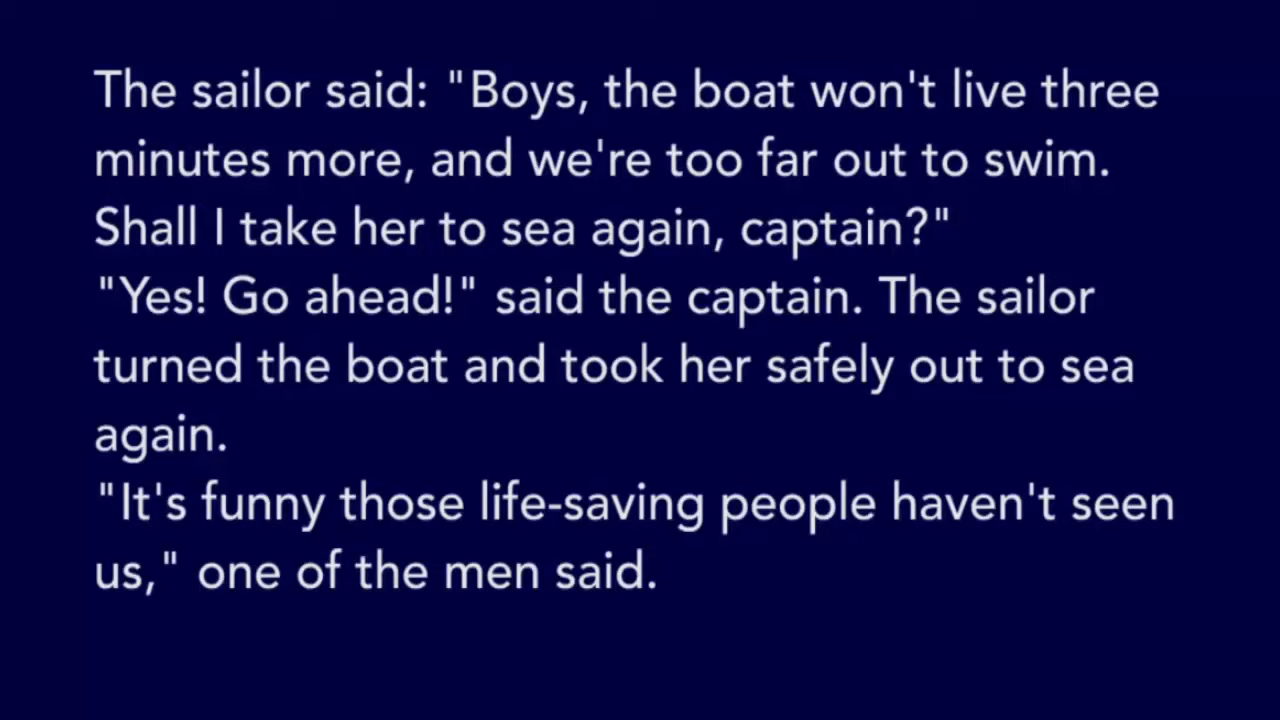 The sailor said: "Boys, the boat won't live three
minutes more, and we're too far out to swim.
Shall I take her to sea again, captain?"
"Yes! Go ahead!" said the captain. The sailor
turned the boat and took her safely out to sea
again.
"It's funny those life-saving people haven't seen
us," one of the men said.